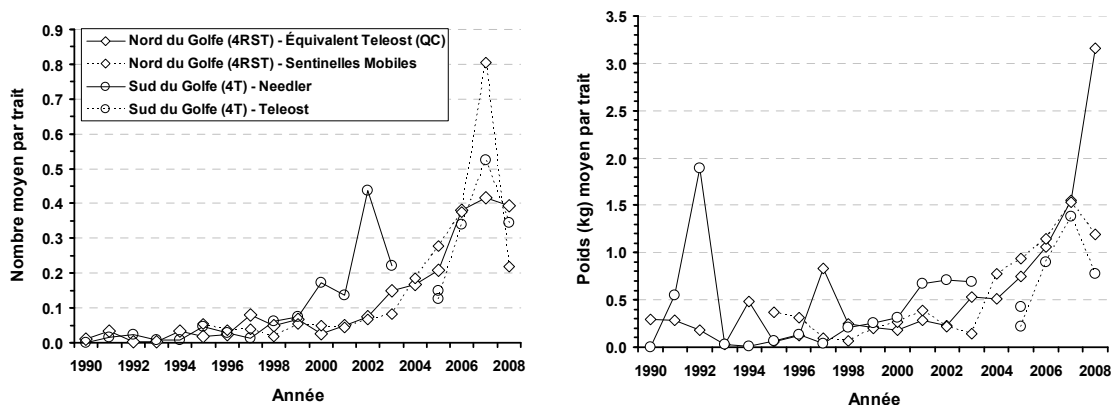 Nombre moyen par trait
0.9
0.8
0.7
0.6
0.5
0.4
0.3
0.2
0.1
0.0
Nord du Golfe (4RST) - Équivalent Teleost (QC)
Nord du Golfe (4RST) - Sentinelles Mobiles
Sud du Golfe (4T) - Needler
Sud du Golfe (4T) - Teleost
1990 1992 1994 1996 1998 2000 2002 2004 2006 2008
Année
Poids (kg) moyen par trait
3.5
3.0
2.5
2.0
1.5
1.0
0.5
0.0
1990 1992 1994 1996 1998 2000 2002 2004 2006 2008
Année